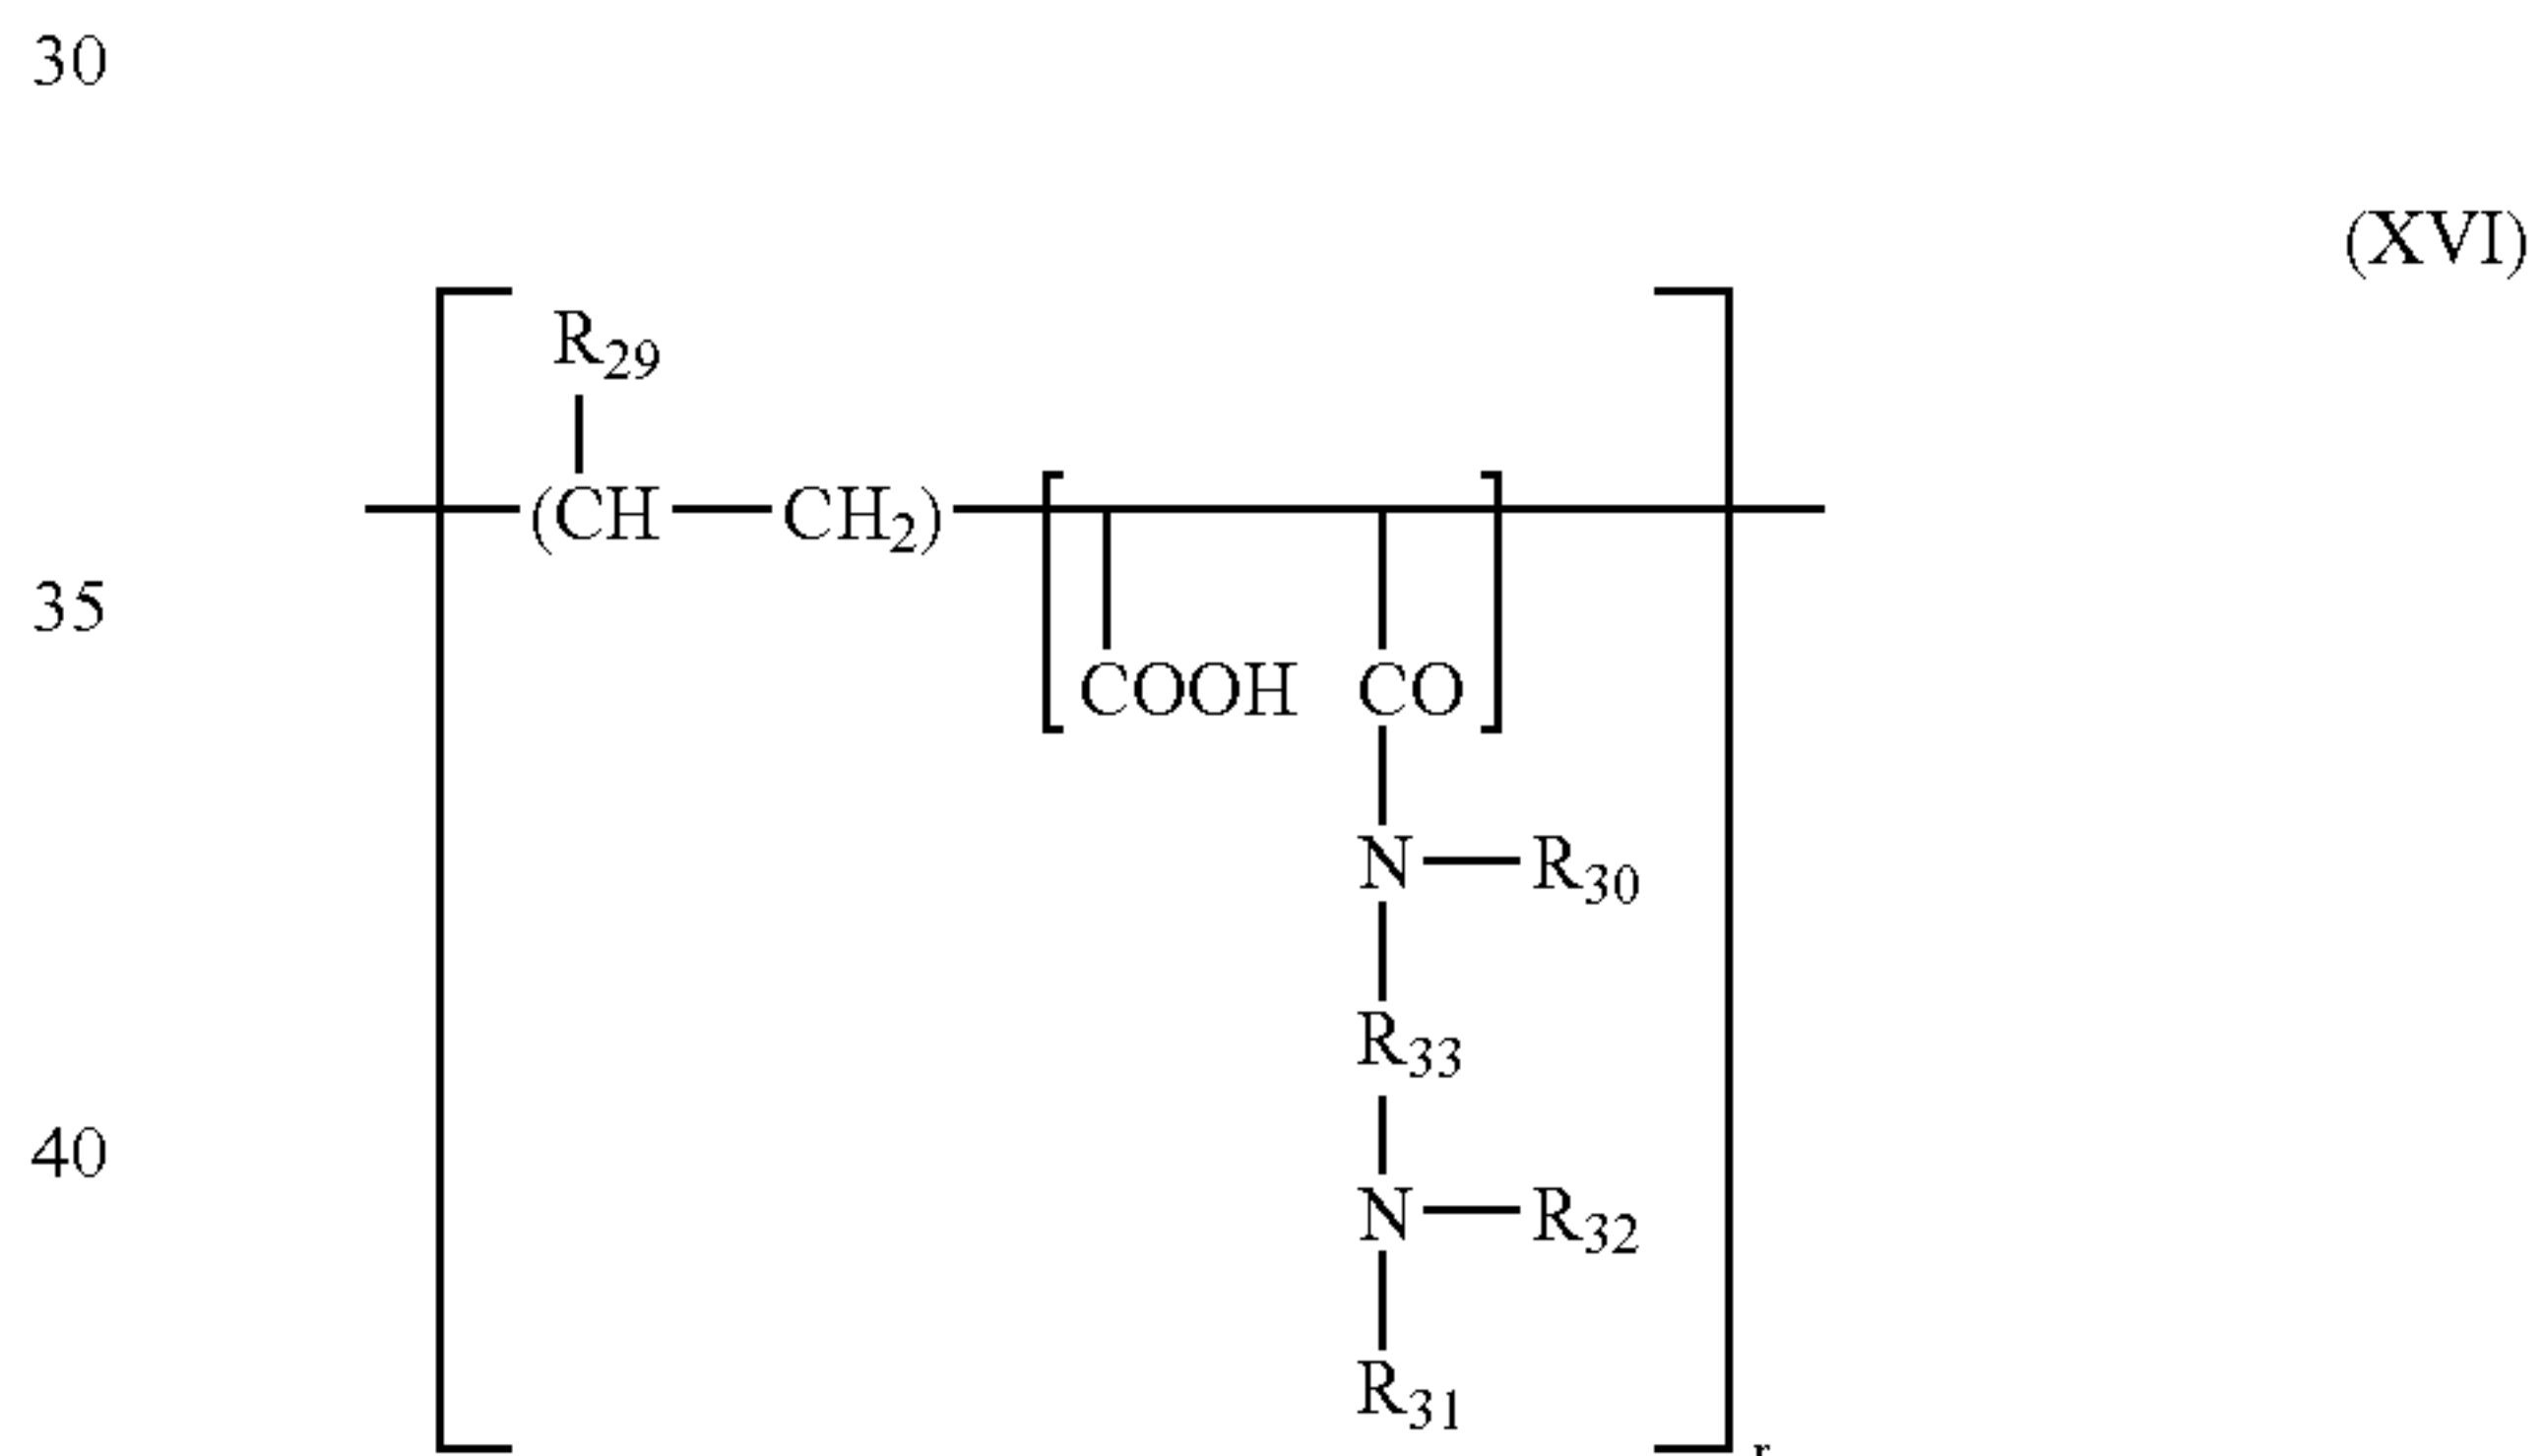 30
(XVI)
R29
(CH—CH2)
35
COOH CO
N—R30
R33
40
N—R32
R31
r